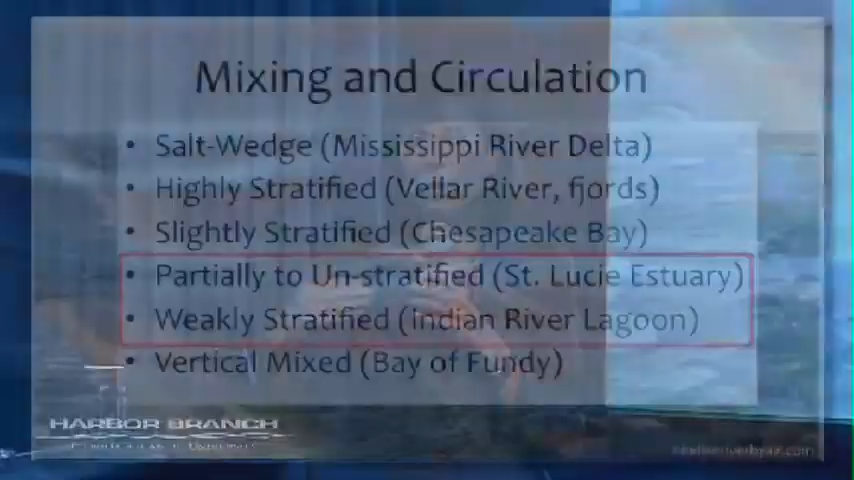 Mixing and Circulation
• Salt-Wedge (Mississippi River Delta)
• Highly Stratified (Vellar River, fjords)
• Slightly Stratified (Chesapeake Bay)
• Partially to Un-stratified (St. Lucie Estuary)
• Weakly Stratified (Indian River Lagoon)
• Vertical Mixed (Bay of Fundy)
HARBOR BRANCH